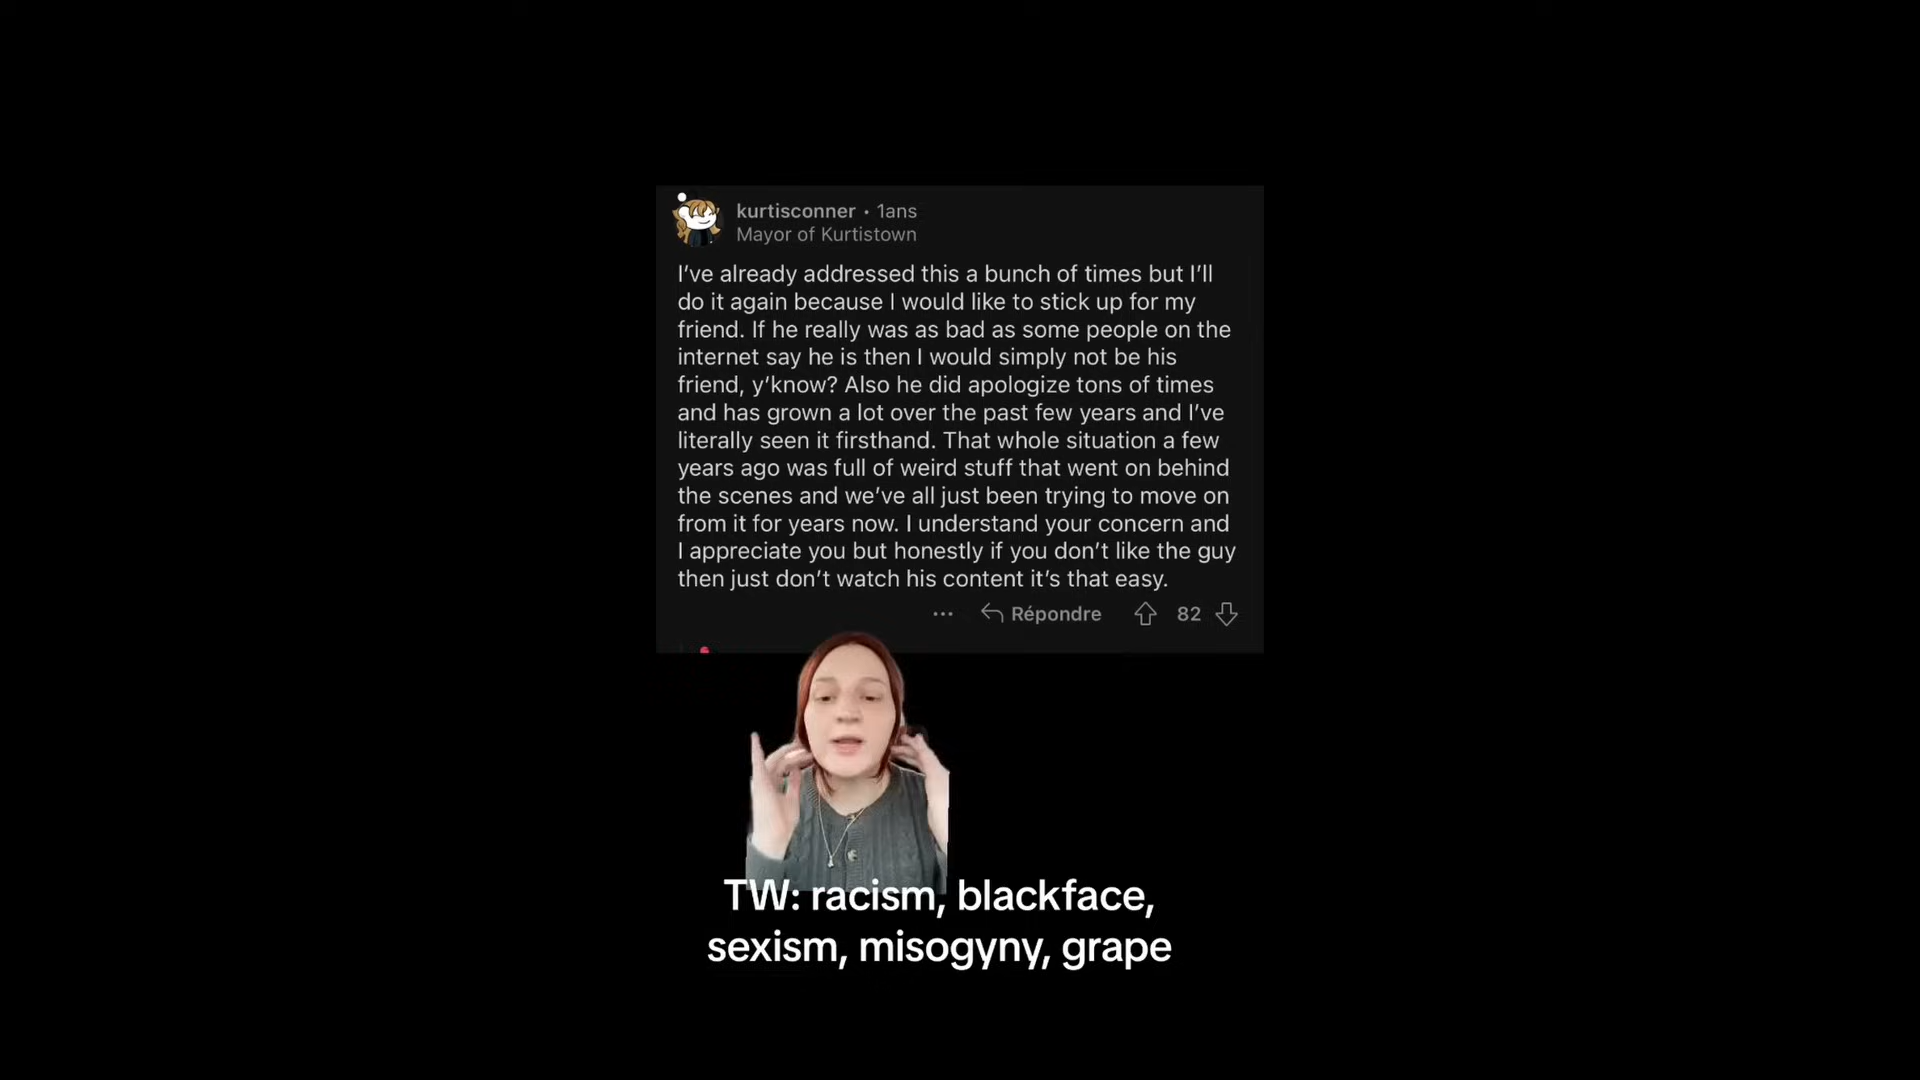 kurtisconner • 1ans
Mayor of Kurtistown
I’ve already addressed this a bunch of times but I’ll
do it again because I would like to stick up for my
friend. If he really was as bad as some people on the
internet say he is then I would simply not be his
friend, y’know? Also he did apologize tons of times
and has grown a lot over the past few years and I’ve
literally seen it firsthand. That whole situation a few
years ago was full of weird stuff that went on behind
the scenes and we’ve all just been trying to move on
from it for years now. I understand your concern and
I appreciate you but honestly if you don’t like the guy
then just don’t watch his content it’s that easy.
... Répondre 82
TW: racism, blackface,
sexism, misogyny, grape